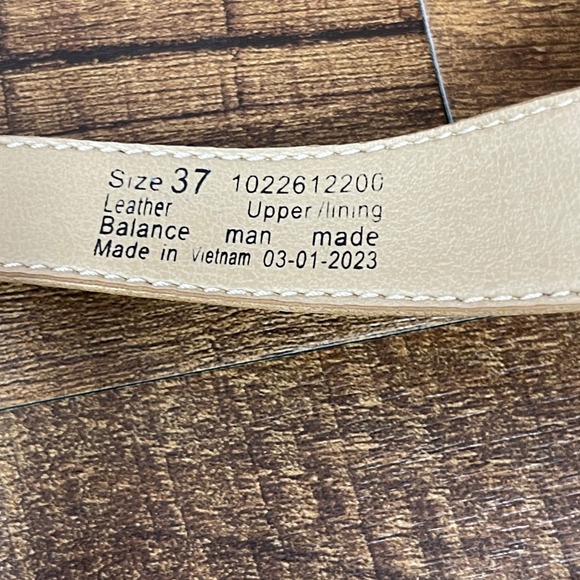 Size 37 1022612200
Leather Upper/lining
Balance man made
Made in Vietnam 03-01-2023